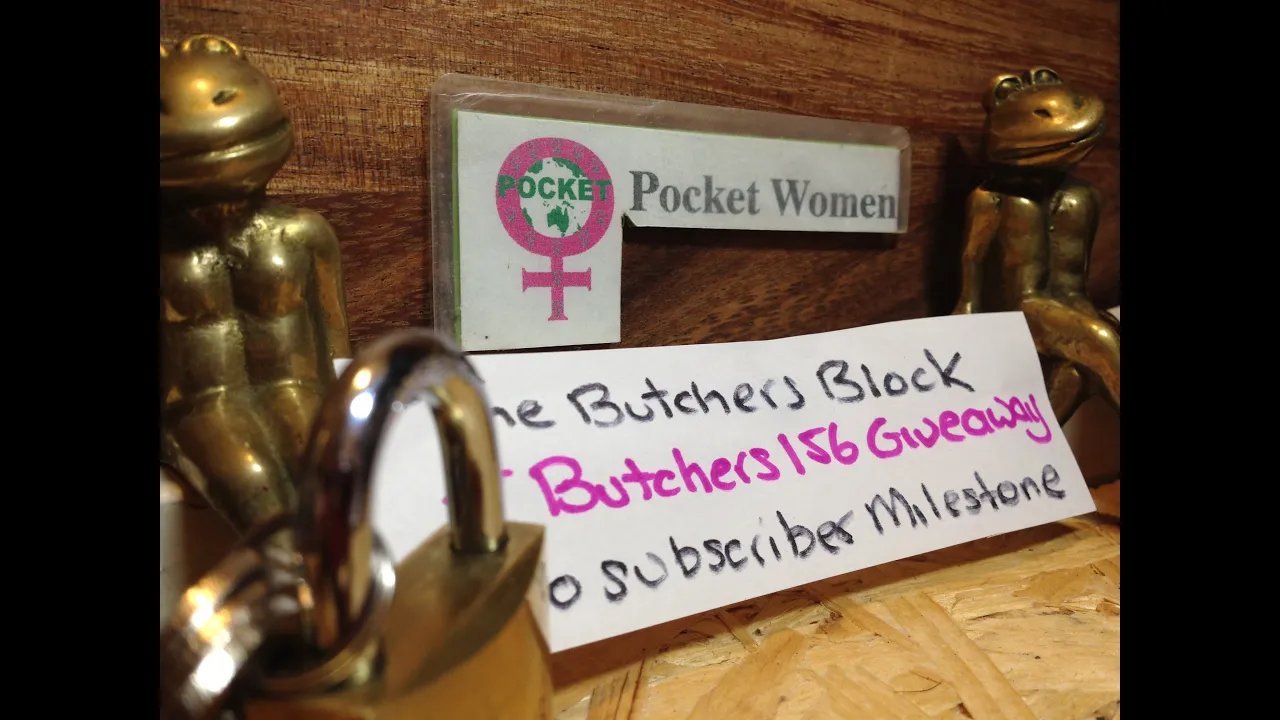 POCKET
Pocket Women
Butchers Block
Butchers156 Giveaway
subscriber Milestone